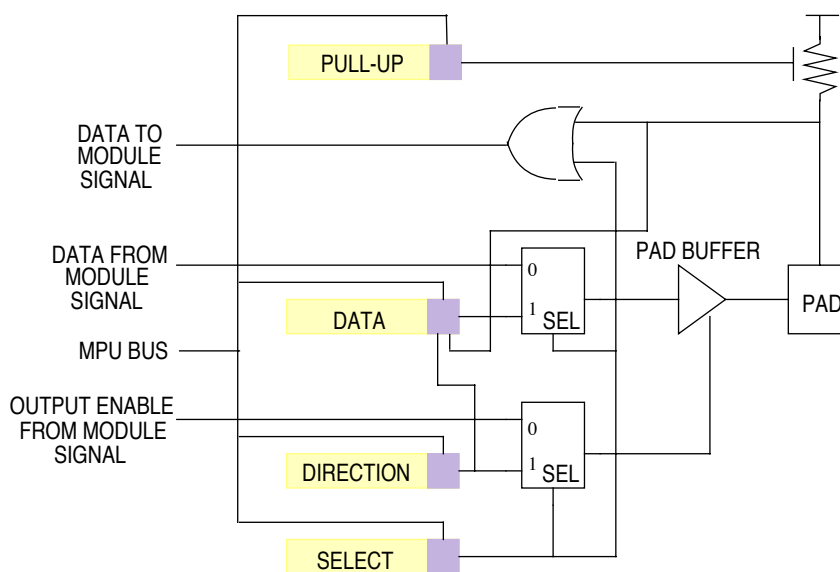 PULL-UP
DATA TO
MODULE
SIGNAL
DATA FROM
MODULE
SIGNAL
0
PAD BUFFER
DATA
1
SEL
PAD
MPU BUS
OUTPUT ENABLE
FROM MODULE
SIGNAL
0
DIRECTION
1
SEL
SELECT